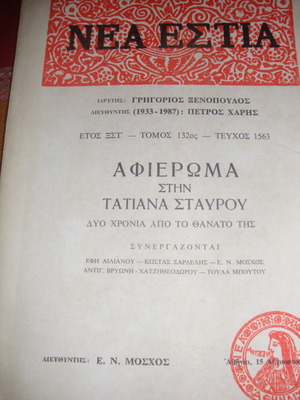 ΝΕΑ ΕΣΤΙΑ
ΙΔΡΥΤΗΣ: ΓΡΗΓΟΡΙΟΣ ΞΕΝΟΠΟΥΛΟΣ
ΔΙΕΥΘΥΝΤΗΣ (1933-1987): ΠΕΤΡΟΣ ΧΑΡΗΣ
ΕΤΟΣ ΞΣΤ΄ — ΤΟΜΟΣ 132ος — ΤΕΥΧΟΣ 1563
ΑΦΙΕΡΩΜΑ
ΣΤΗΝ
ΤΑΤΙΑΝΑ ΣΤΑΥΡΟΥ
ΔΥΟ ΧΡΟΝΙΑ ΑΠΟ ΤΟ ΘΑΝΑΤΟ ΤΗΣ
ΣΥΝΕΡΓΑΖΟΝΤΑΙ
ΕΦΗ ΑΙΛΙΑΝΟΥ — ΚΩΣΤΑΣ ΣΑΡΔΕΛΗΣ — Ε. Ν. ΜΟΣΧΟΣ
ΑΝΤΙΓ. ΒΡΥΩΝΗ - ΧΑΤΖΗΘΕΟΔΩΡΟΥ — ΤΟΥΛΑ ΜΠΟΥΤΟΥ
ΔΙΕΥΘΥΝΤΗΣ: Ε. Ν. ΜΟΣΧΟΣ
Ἀθῆναι, 15